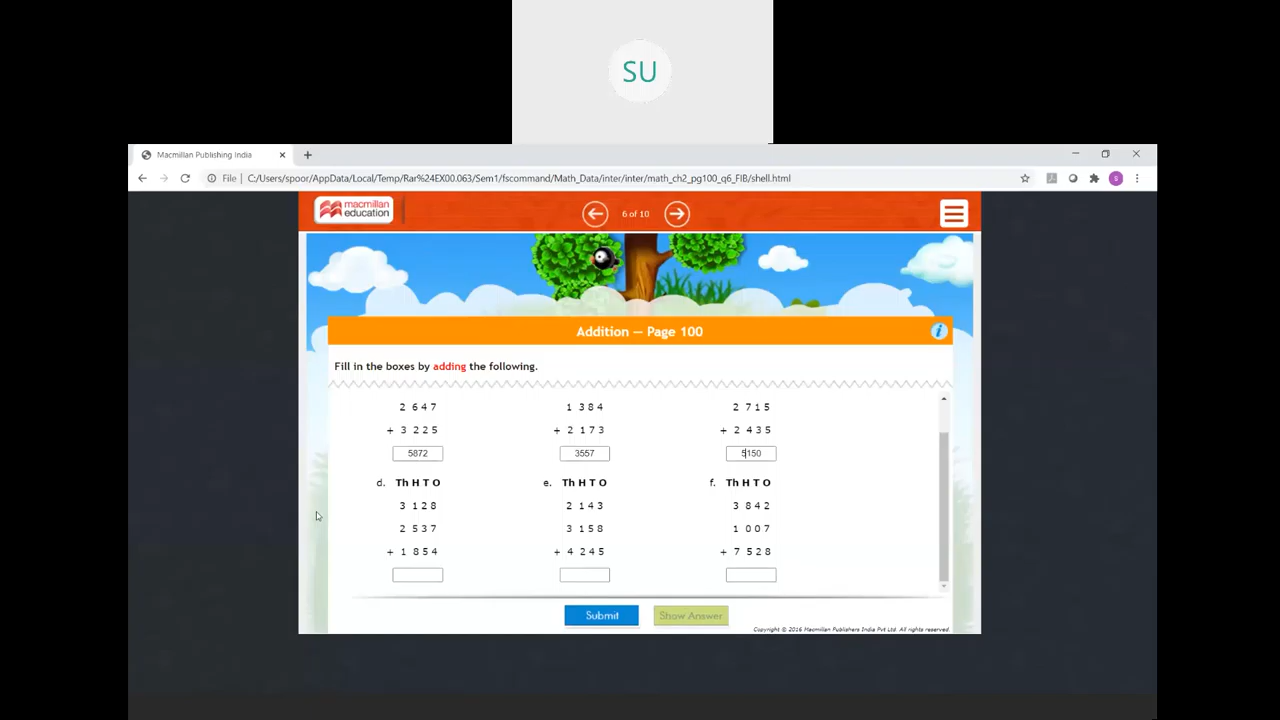 SU
Macmillan Publishing India
File | C:/Users/spoor/AppData/Local/Temp/Rar%24EX00.063/Sem1/fscommand/Math_Data/inter/inter/math_ch2_pg100_q6_FIB/shell.html
S
macmillan
education
6 of 10
Addition — Page 100
i
Fill in the boxes by adding the following.
2 6 4 7 1 3 8 4 2 7 1 5
+ 3 2 2 5 + 2 1 7 3 + 2 4 3 5
5872 3557 5150
d. Th H T O e. Th H T O f. Th H T O
3 1 2 8 2 1 4 3 3 8 4 2
2 5 3 7 3 1 5 8 1 0 0 7
+ 1 8 5 4 + 4 2 4 5 + 7 5 2 8
Submit Show Answer
Copyright © 2016 Macmillan Publishers India Pvt Ltd. All rights reserved.